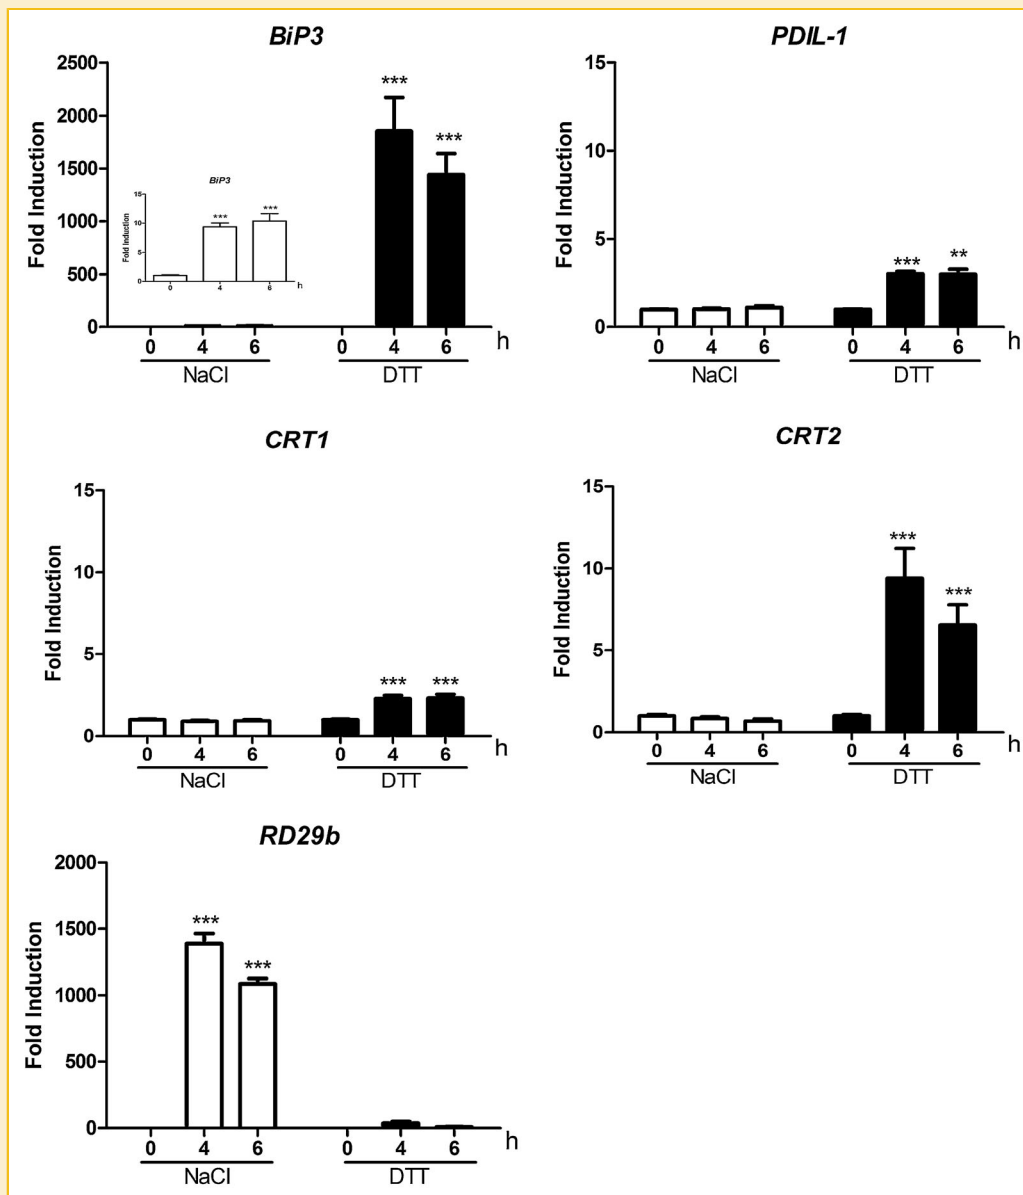 BiP3
Fold Induction
2500
2000
1500
1000
500
0
*** ***
BiP3
Fold Induction
15
10
5
0
*** ***
0 4 6 h
0 4 6 0 4 6 h
NaCl DTT
PDIL-1
Fold Induction
15
10
5
0
*** **
0 4 6 0 4 6 h
NaCl DTT
CRT1
Fold Induction
15
10
5
0
*** ***
0 4 6 0 4 6 h
NaCl DTT
CRT2
Fold Induction
15
10
5
0
*** ***
0 4 6 0 4 6 h
NaCl DTT
RD29b
Fold Induction
2000
1500
1000
500
0
*** ***
0 4 6 0 4 6 h
NaCl DTT